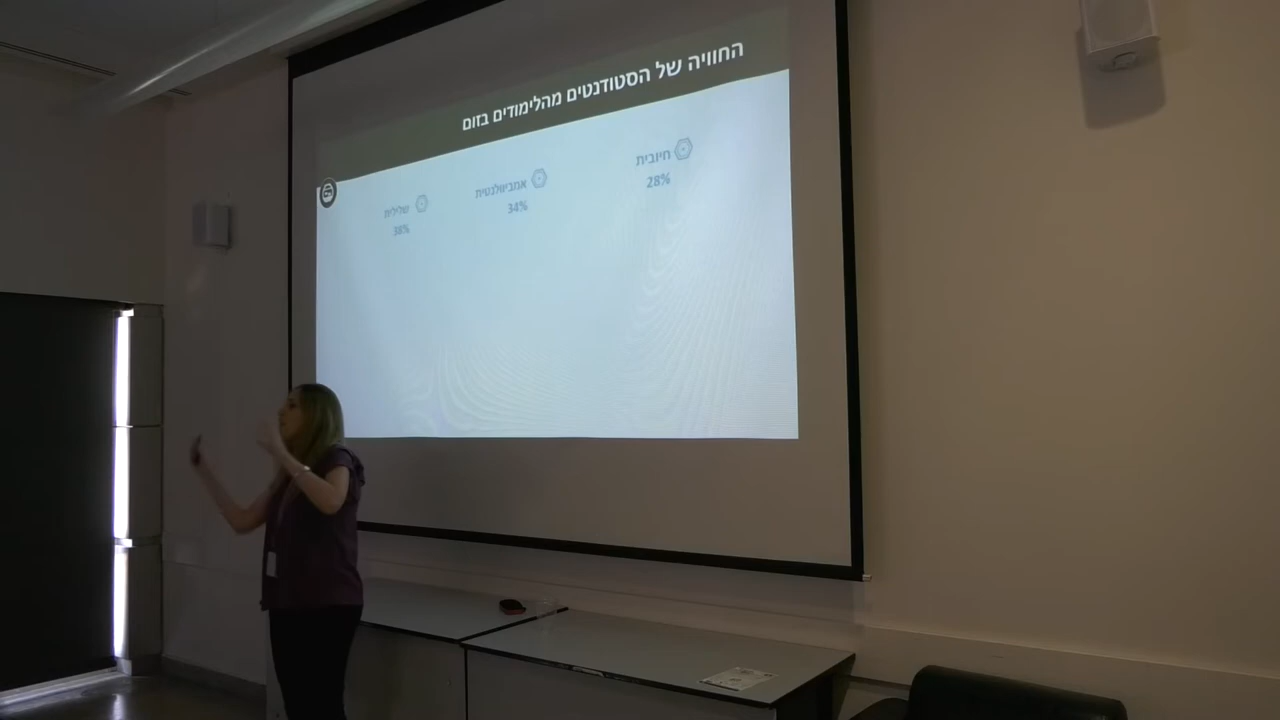 החוויה של הסטודנטים מהלימודים בזום
חיובית
28%
אמביוולנטית
34%
שלילית
38%